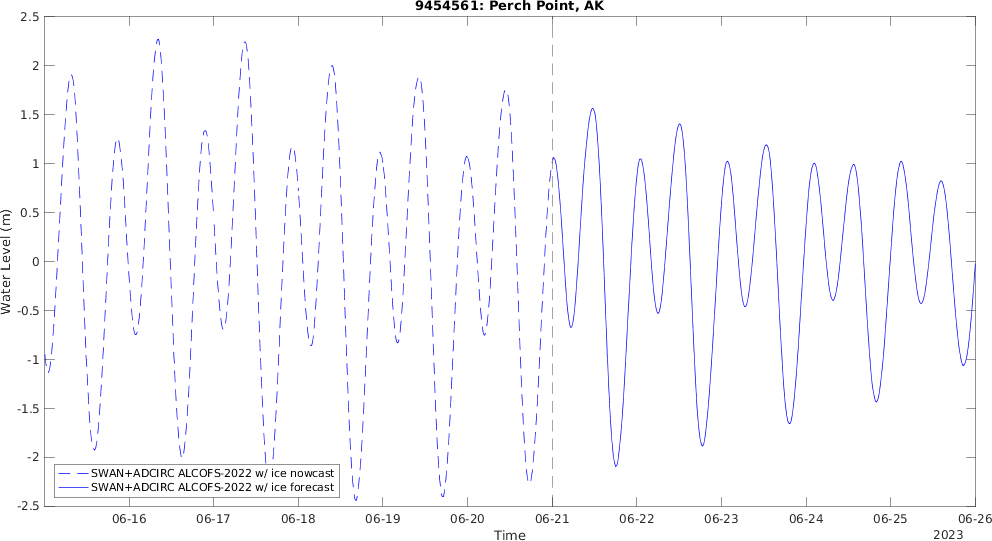 9454561: Perch Point, AK
2.5
2
1.5
1
0.5
0
-0.5
-1
-1.5
-2
-2.5
Water Level (m)
SWAN+ADCIRC ALCOFS-2022 w/ ice nowcast
SWAN+ADCIRC ALCOFS-2022 w/ ice forecast
06-16 06-17 06-18 06-19 06-20 06-21 06-22 06-23 06-24 06-25 06-26
Time
2023